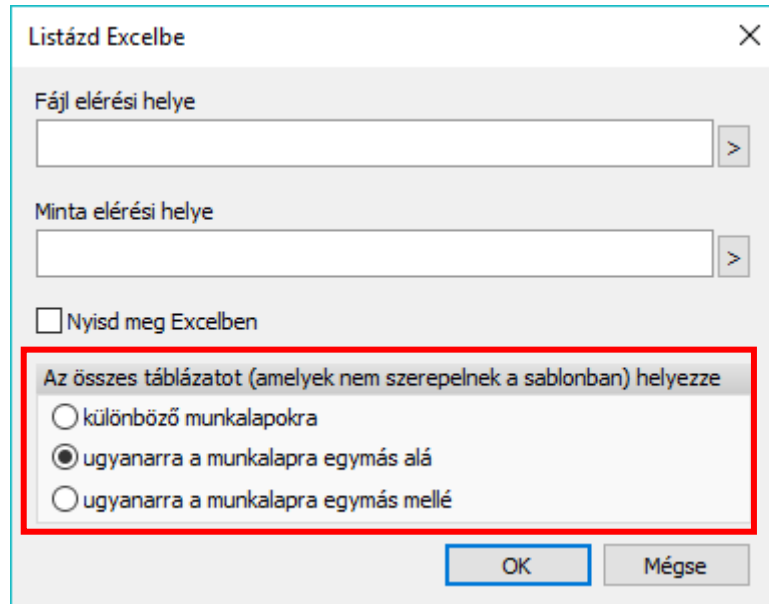 Listázd Excelbe
Fájl elérési helye
>
Minta elérési helye
>
Nyisd meg Excelben
Az összes táblázatot (amelyek nem szerepelnek a sablonban) helyezze
különböző munkalapokra
ugyanarra a munkalapra egymás alá
ugyanarra a munkalapra egymás mellé
OK Mégse